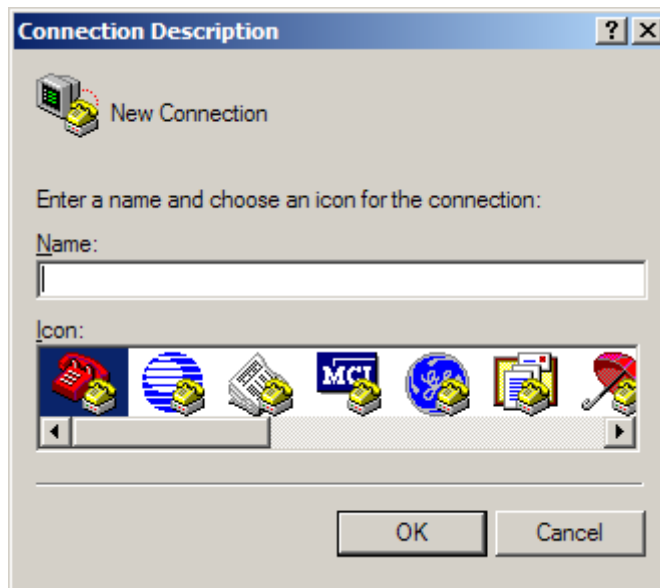 Connection Description
New Connection
Enter a name and choose an icon for the connection:
Name:
Icon:
MCI
OK
Cancel